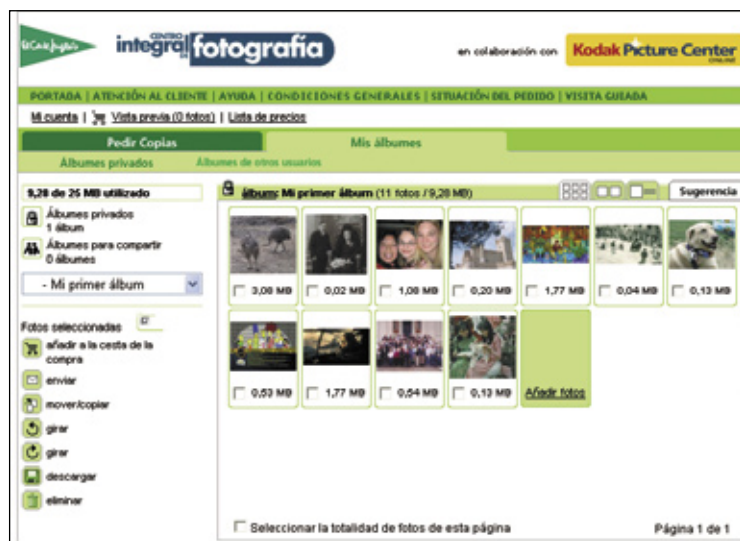 El Corte Inglés
CENTRO
integral DE fotografía
en colaboración con Kodak Picture Center
ONLINE
PORTADA | ATENCIÓN AL CLIENTE | AYUDA | CONDICIONES GENERALES | SITUACIÓN DEL PEDIDO | VISITA GUIADA
Mi cuenta | Vista previa (0 fotos) | Lista de precios
Pedir Copias Mis álbumes
Álbumes privados Álbumes de otros usuarios
9,28 de 25 MB utilizado
álbum: Mi primer álbum (11 fotos / 9,28 MB) Sugerencia
Álbumes privados
1 álbum
Álbumes para compartir
0 álbumes
- Mi primer álbum
3,08 MB 0,02 MB 1,08 MB 0,20 MB 1,77 MB 0,04 MB 0,13 MB
Fotos seleccionadas
añadir a la cesta de la
compra
enviar
mover/copiar
girar
girar
descargar
eliminar
0,53 MB 1,77 MB 0,54 MB 0,13 MB Añadir fotos
Seleccionar la totalidad de fotos de esta página Página 1 de 1